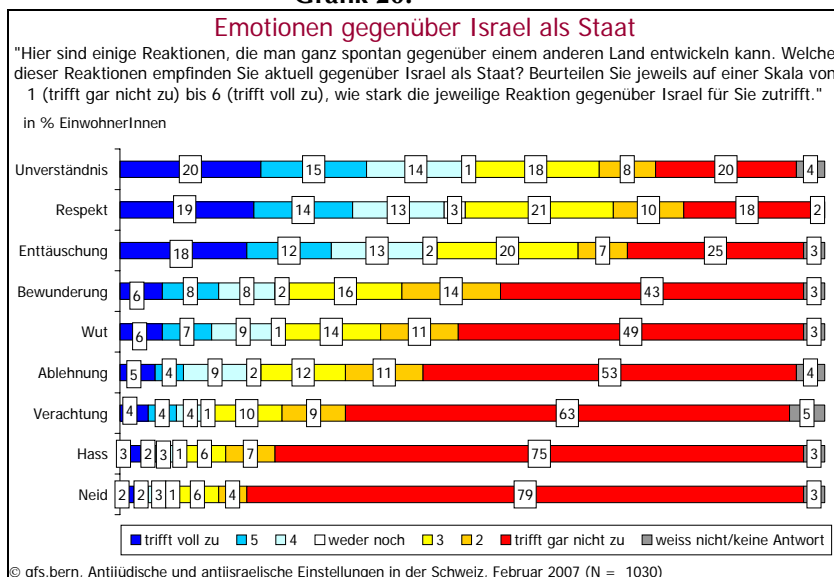 Grafik 20:
Emotionen gegenüber Israel als Staat
"Hier sind einige Reaktionen, die man ganz spontan gegenüber einem anderen Land entwickeln kann. Welche
dieser Reaktionen empfinden Sie aktuell gegenüber Israel als Staat? Beurteilen Sie jeweils auf einer Skala von
1 (trifft gar nicht zu) bis 6 (trifft voll zu), wie stark die jeweilige Reaktion gegenüber Israel für Sie zutrifft."
in % EinwohnerInnen
Unverständnis 20 15 14 1 18 8 20 4
Respekt 19 14 13 3 21 10 18 2
Enttäuschung 18 12 13 2 20 7 25 3
Bewunderung 6 8 8 2 16 14 43 3
Wut 6 7 9 1 14 11 49 3
Ablehnung 5 4 9 2 12 11 53 4
Verachtung 4 4 4 1 10 9 63 5
Hass 3 2 3 1 6 7 75 3
Neid 2 2 3 1 6 4 79 3
trifft voll zu 5 4 weder noch 3 2 trifft gar nicht zu weiss nicht/keine Antwort
© gfs.bern, Antijüdische und antiisraelische Einstellungen in der Schweiz, Februar 2007 (N = 1030)